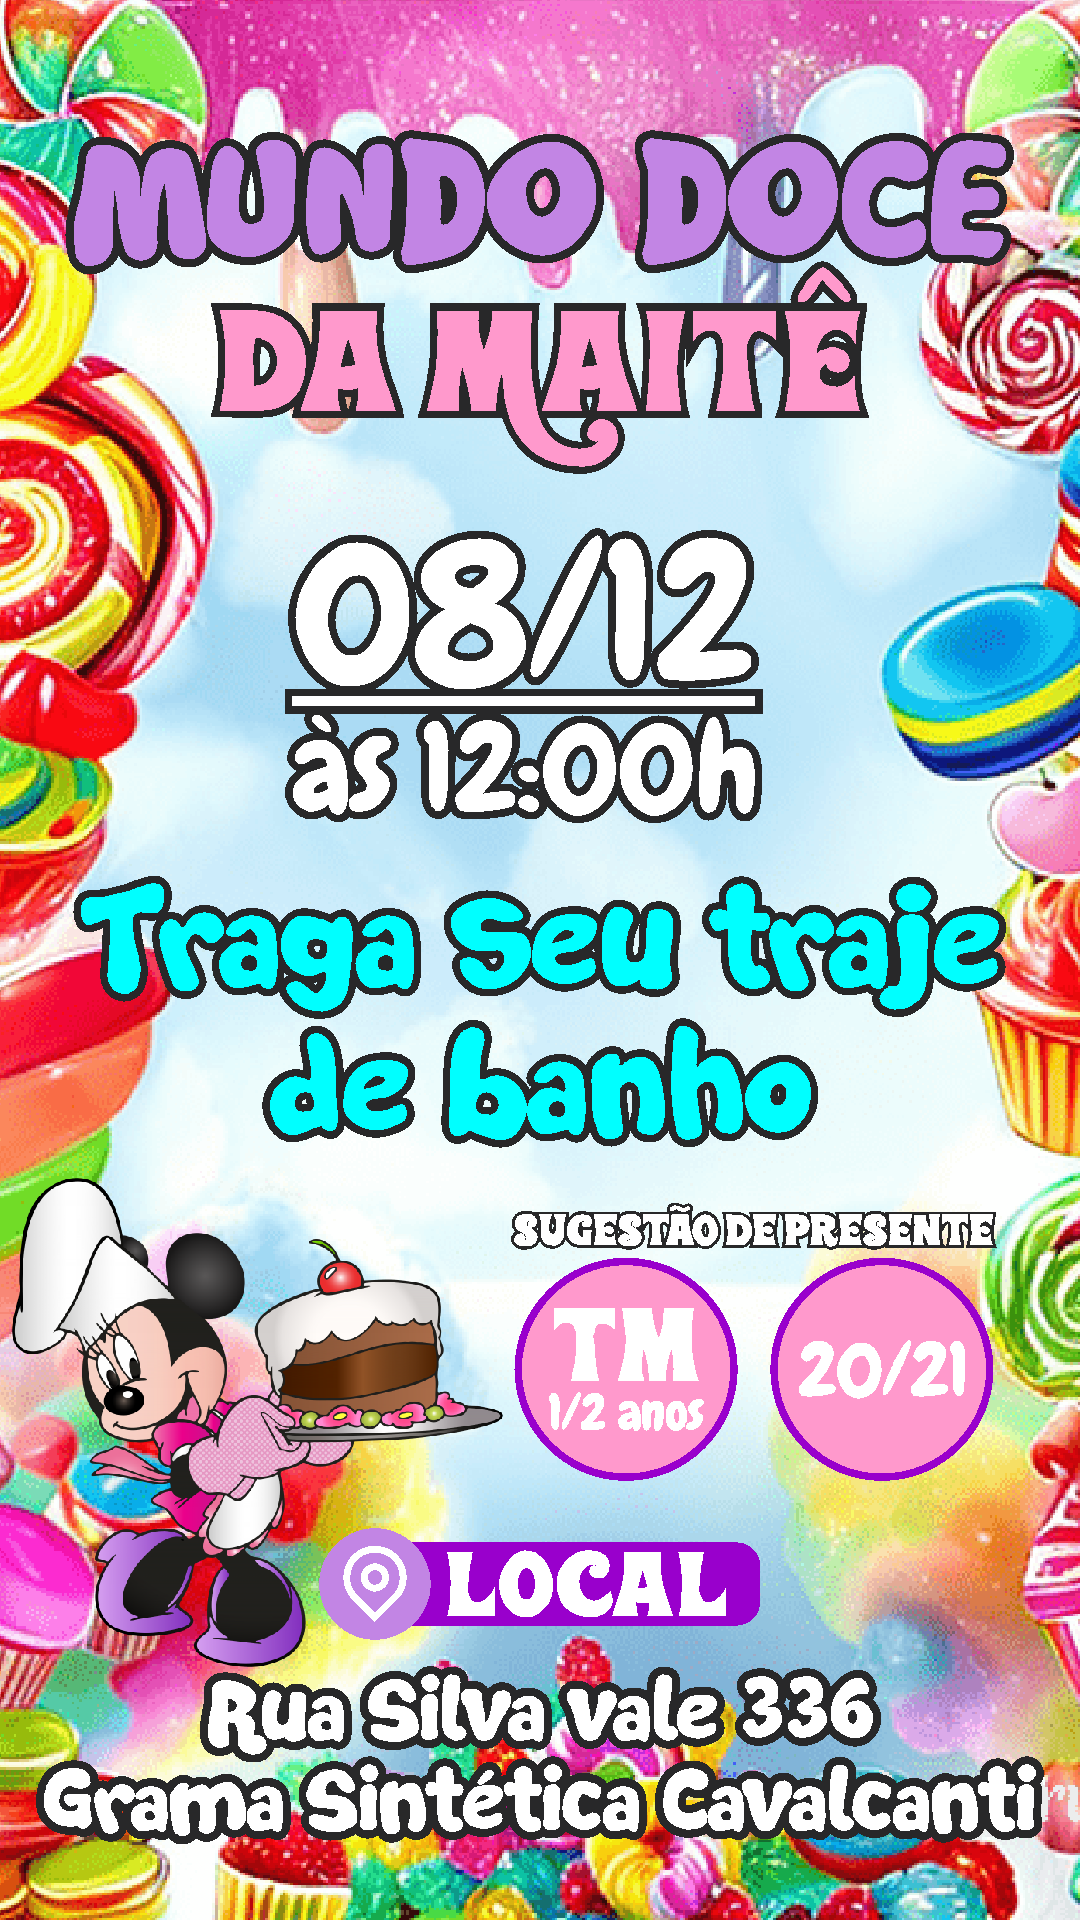 MUNDO DOCE
DA MAITÊ
08/12
às 12:00h
Traga Seu traje
de banho
SUGESTÃO DE PRESENTE
TM
1/2 anos
20/21
LOCAL
Rua Silva vale 336
Grama Sintética Cavalcanti